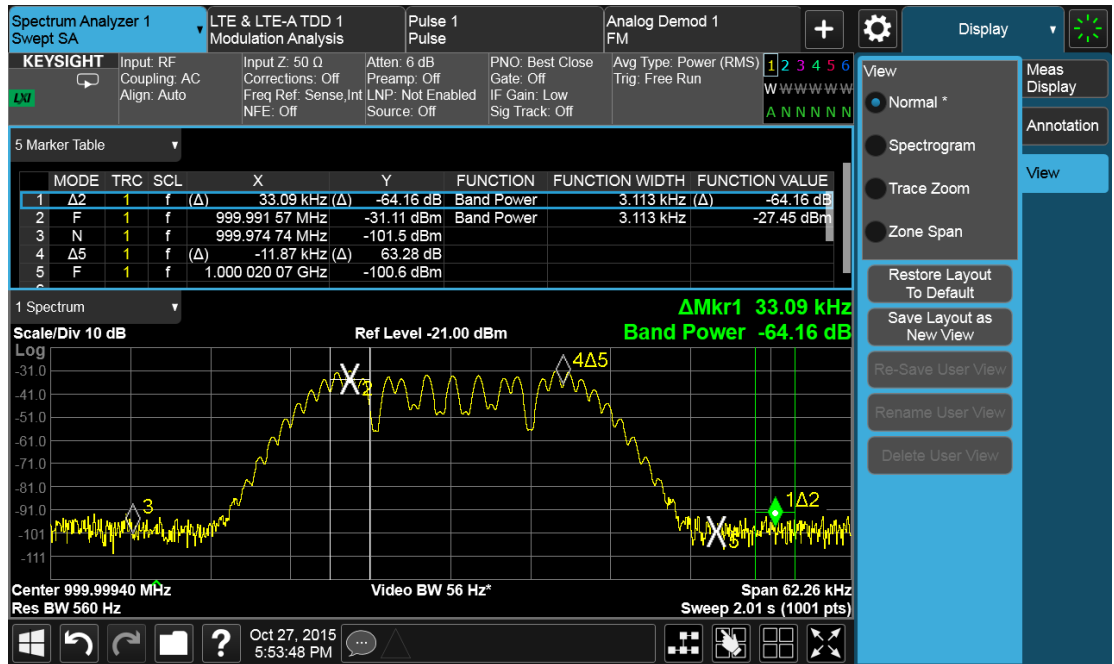 Spectrum Analyzer 1
Swept SA
LTE & LTE-A TDD 1
Modulation Analysis
Pulse 1
Pulse
Analog Demod 1
FM
+
Display
KEYSIGHT
LXI
Input: RF
Coupling: AC
Align: Auto
Input Z: 50 Ω
Corrections: Off
Freq Ref: Sense,Int
NFE: Off
Atten: 6 dB
Preamp: Off
LNP: Not Enabled
Source: Off
PNO: Best Close
Gate: Off
IF Gain: Low
Sig Track: Off
Avg Type: Power (RMS)
Trig: Free Run
1 2 3 4 5 6
W W W W W W
A N N N N N
5 Marker Table
MODE TRC SCL X Y FUNCTION FUNCTION WIDTH FUNCTION VALUE
1 Δ2 1 f (Δ) 33.09 kHz (Δ) -64.16 dB Band Power 3.113 kHz (Δ) -64.16 dB
2 F 1 f 999.991 57 MHz -31.11 dBm Band Power 3.113 kHz -27.45 dBm
3 N 1 f 999.974 74 MHz -101.5 dBm
4 Δ5 1 f (Δ) -11.87 kHz (Δ) 63.28 dB
5 F 1 f 1.000 020 07 GHz -100.6 dBm
1 Spectrum
Scale/Div 10 dB
Ref Level -21.00 dBm
ΔMkr1 33.09 kHz
Band Power -64.16 dB
Log
-31.0
-41.0
-51.0
-61.0
-71.0
-81.0
-91.0
-101
-111
2
4Δ5
3
1Δ2
5
Center 999.99940 MHz
Res BW 560 Hz
Video BW 56 Hz*
Span 62.26 kHz
Sweep 2.01 s (1001 pts)
View
Normal *
Spectrogram
Trace Zoom
Zone Span
Restore Layout
To Default
Save Layout as
New View
Re-Save User View
Rename User View
Delete User View
Meas
Display
Annotation
View
?
Oct 27, 2015
5:53:48 PM